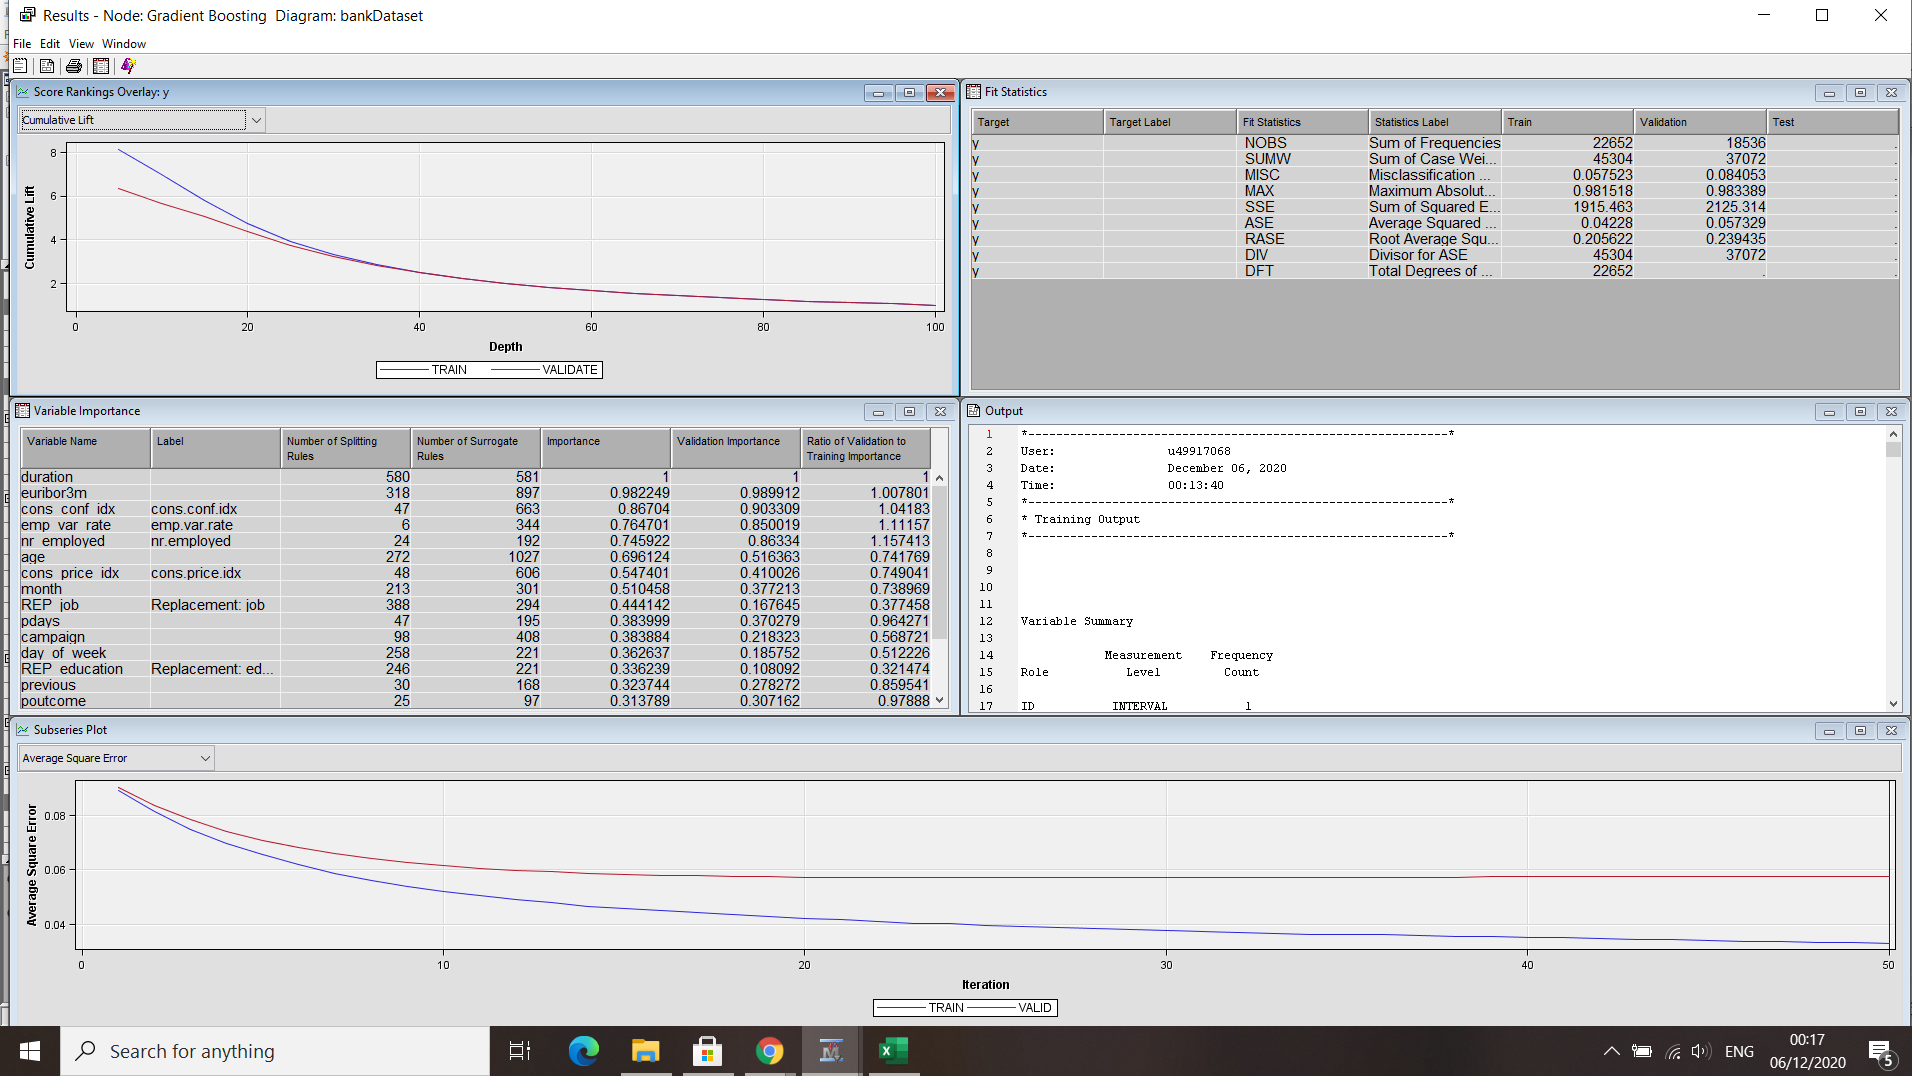 Results - Node: Gradient Boosting  Diagram: bankDataset
File Edit View Window
Score Rankings Overlay: y
Cumulative Lift
8
6
4
2
Cumulative Lift
0 20 40 60 80 100
Depth
TRAIN VALIDATE
Fit Statistics
Target Target Label Fit Statistics Statistics Label Train Validation Test
y NOBS Sum of Frequencies 22652 18536 .
y SUMW Sum of Case Wei... 45304 37072 .
y MISC Misclassification ... 0.057523 0.084053 .
y MAX Maximum Absolut... 0.981518 0.983389 .
y SSE Sum of Squared E... 1915.463 2125.314 .
y ASE Average Squared ... 0.04228 0.057329 .
y RASE Root Average Squ... 0.205622 0.239435 .
y DIV Divisor for ASE 45304 37072 .
y DFT Total Degrees of ... 22652 . .
Variable Importance
Variable Name Label Number of Splitting Rules Number of Surrogate Rules Importance Validation Importance Ratio of Validation to Training Importance
duration 580 581 1 1 1
euribor3m 318 897 0.982249 0.989912 1.007801
cons_conf_idx cons.conf.idx 47 663 0.86704 0.903309 1.04183
emp_var_rate emp.var.rate 6 344 0.764701 0.850019 1.11157
nr_employed nr.employed 24 192 0.745922 0.86334 1.157413
age 272 1027 0.696124 0.516363 0.741769
cons_price_idx cons.price.idx 48 606 0.547401 0.410026 0.749041
month 213 301 0.510458 0.377213 0.738969
REP_job Replacement: job 388 294 0.444142 0.167645 0.377458
pdays 47 195 0.383999 0.370279 0.964271
campaign 98 408 0.383884 0.218323 0.568721
day_of_week 258 221 0.362637 0.185752 0.512226
REP_education Replacement: ed... 246 221 0.336239 0.108092 0.321474
previous 30 168 0.323744 0.278272 0.859541
poutcome 25 97 0.313789 0.307162 0.97888
Output
1 *------------------------------------------------------------*
2 User: u49917068
3 Date: December 06, 2020
4 Time: 00:13:40
5 *------------------------------------------------------------*
6 * Training Output
7 *------------------------------------------------------------*
8
9
10
11
12 Variable Summary
13
14 Measurement Frequency
15 Role Level Count
16
17 ID INTERVAL 1
Subseries Plot
Average Square Error
0.08
0.06
0.04
Average Square Error
0 10 20 30 40 50
Iteration
TRAIN VALID
Search for anything
ENG
00:17
06/12/2020
5